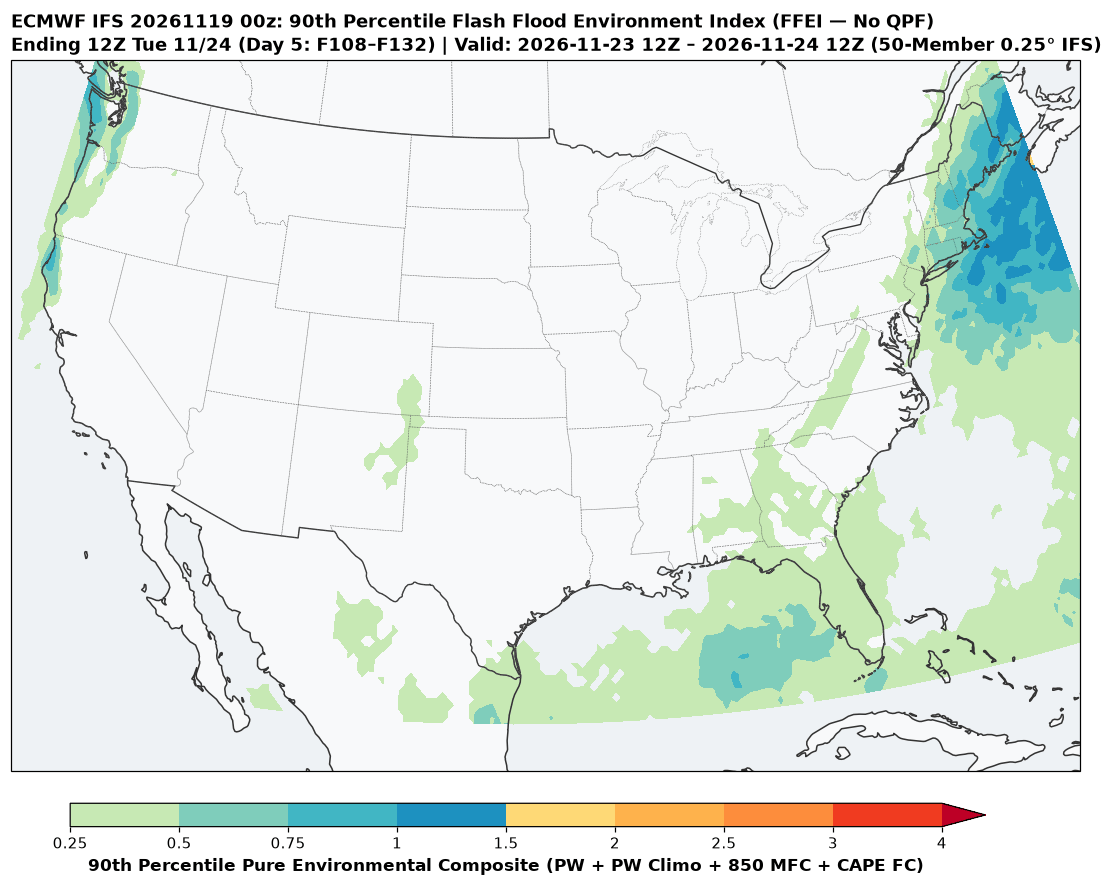 ECMWF IFS 20261119 00z: 90th Percentile Flash Flood Environment Index (FFEI — No QPF)
Ending 12Z Tue 11/24 (Day 5: F108–F132) | Valid: 2026-11-23 12Z – 2026-11-24 12Z (50-Member 0.25° IFS)
0.25 0.5 0.75 1 1.5 2 2.5 3 4
90th Percentile Pure Environmental Composite (PW + PW Climo + 850 MFC + CAPE FC)